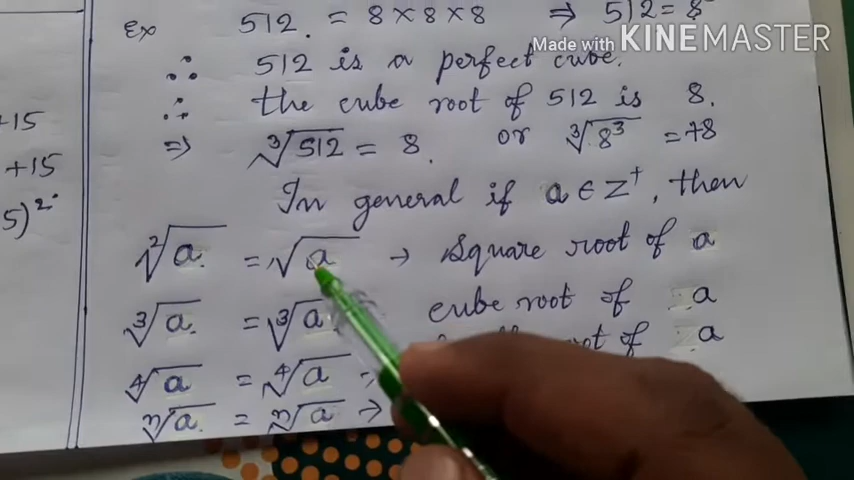 Ex 512. = 8 × 8 × 8 ⇒ 512 = 8³
Made with KINEMASTER
∴ 512 is a perfect cube.
∴ the cube root of 512 is 8.
⇒ ∛512 = 8. or ∛8³ = +8
+15
+15
5)²
In general if a ∈ Z⁺, then
²√a. = √a → square root of a
³√a. = ³√a cube root of a
⁴√a = ⁴√a root of a
ⁿ√a. = ⁿ√a →